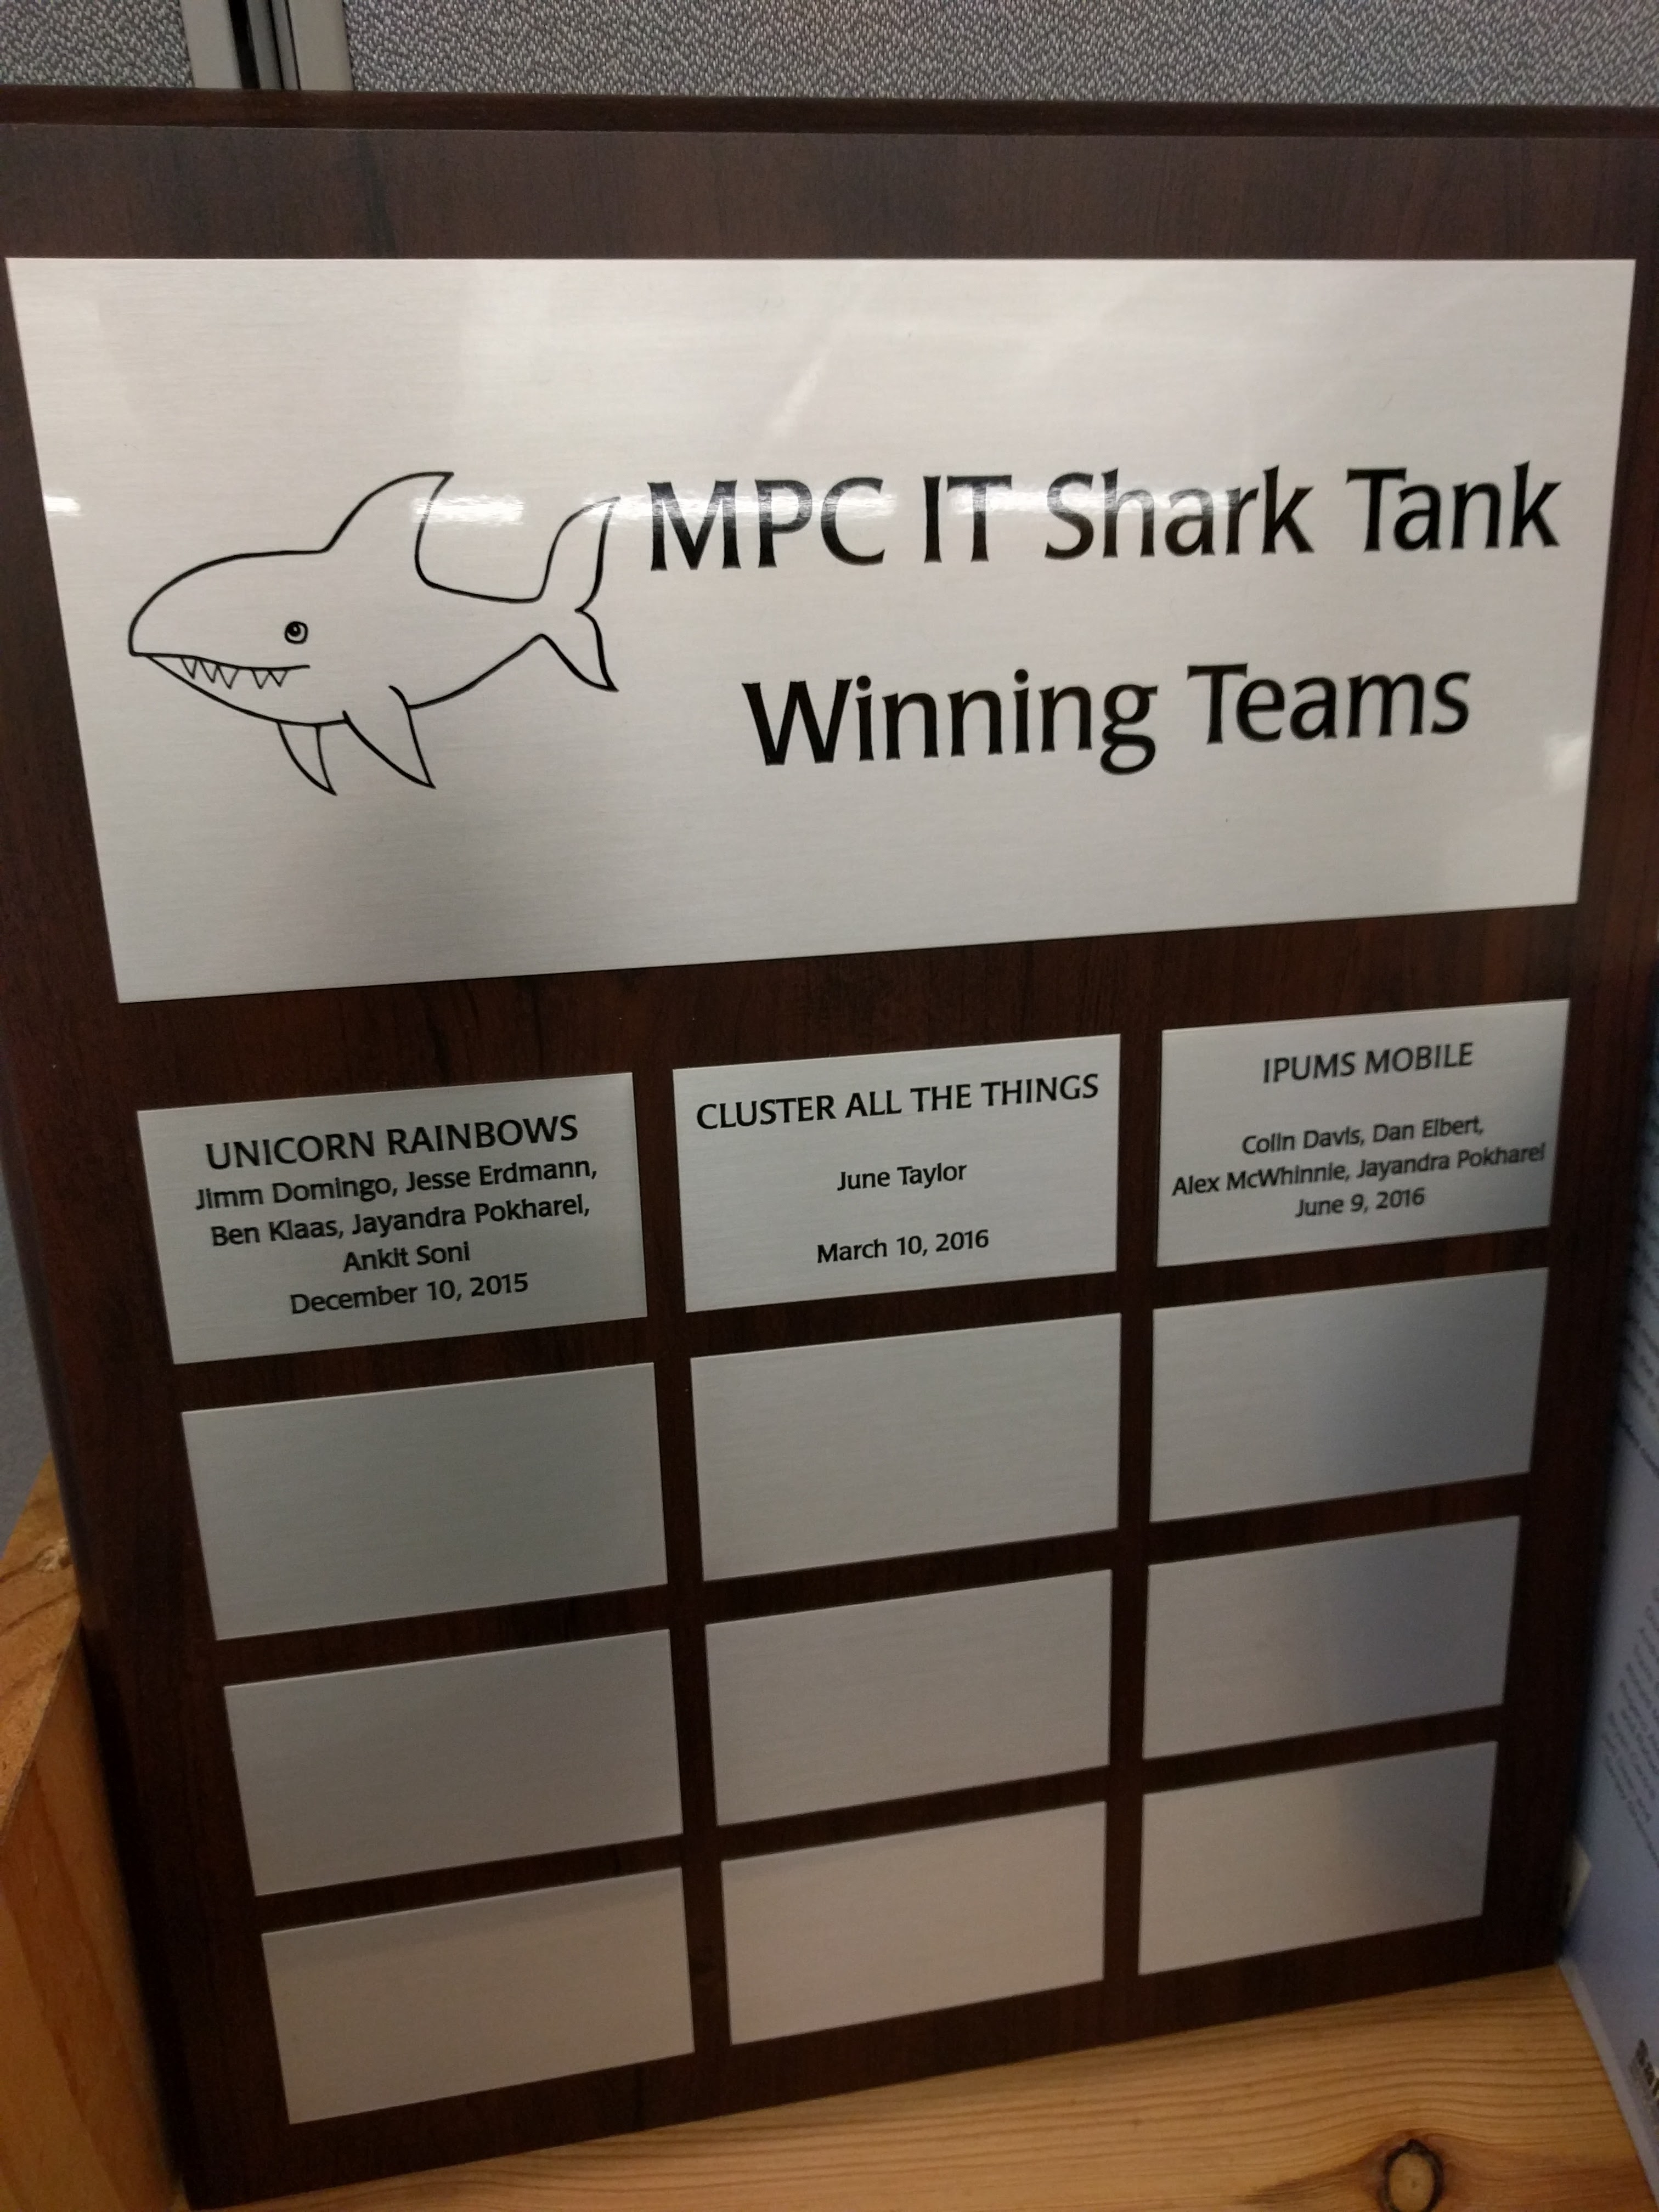 MPC IT Shark Tank
Winning Teams
UNICORN RAINBOWS
Jimm Domingo, Jesse Erdmann,
Ben Klaas, Jayandra Pokharel,
Ankit Soni
December 10, 2015
CLUSTER ALL THE THINGS
June Taylor
March 10, 2016
IPUMS MOBILE
Colin Davis, Dan Elbert,
Alex McWhinnie, Jayandra Pokharel
June 9, 2016